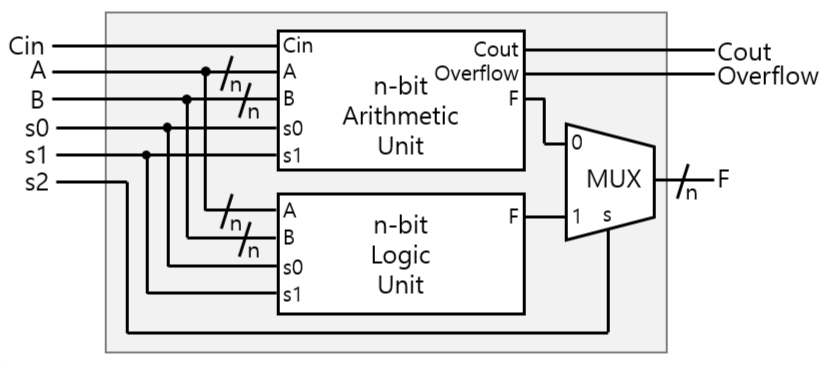 Cin
A
B
s0
s1
s2
Cin
A
B
s0
s1
n
n
n-bit
Arithmetic
Unit
Cout
Overflow
F
Cout
Overflow
A
B
s0
s1
n
n
n-bit
Logic
Unit
F
0
MUX
1 s
n
F